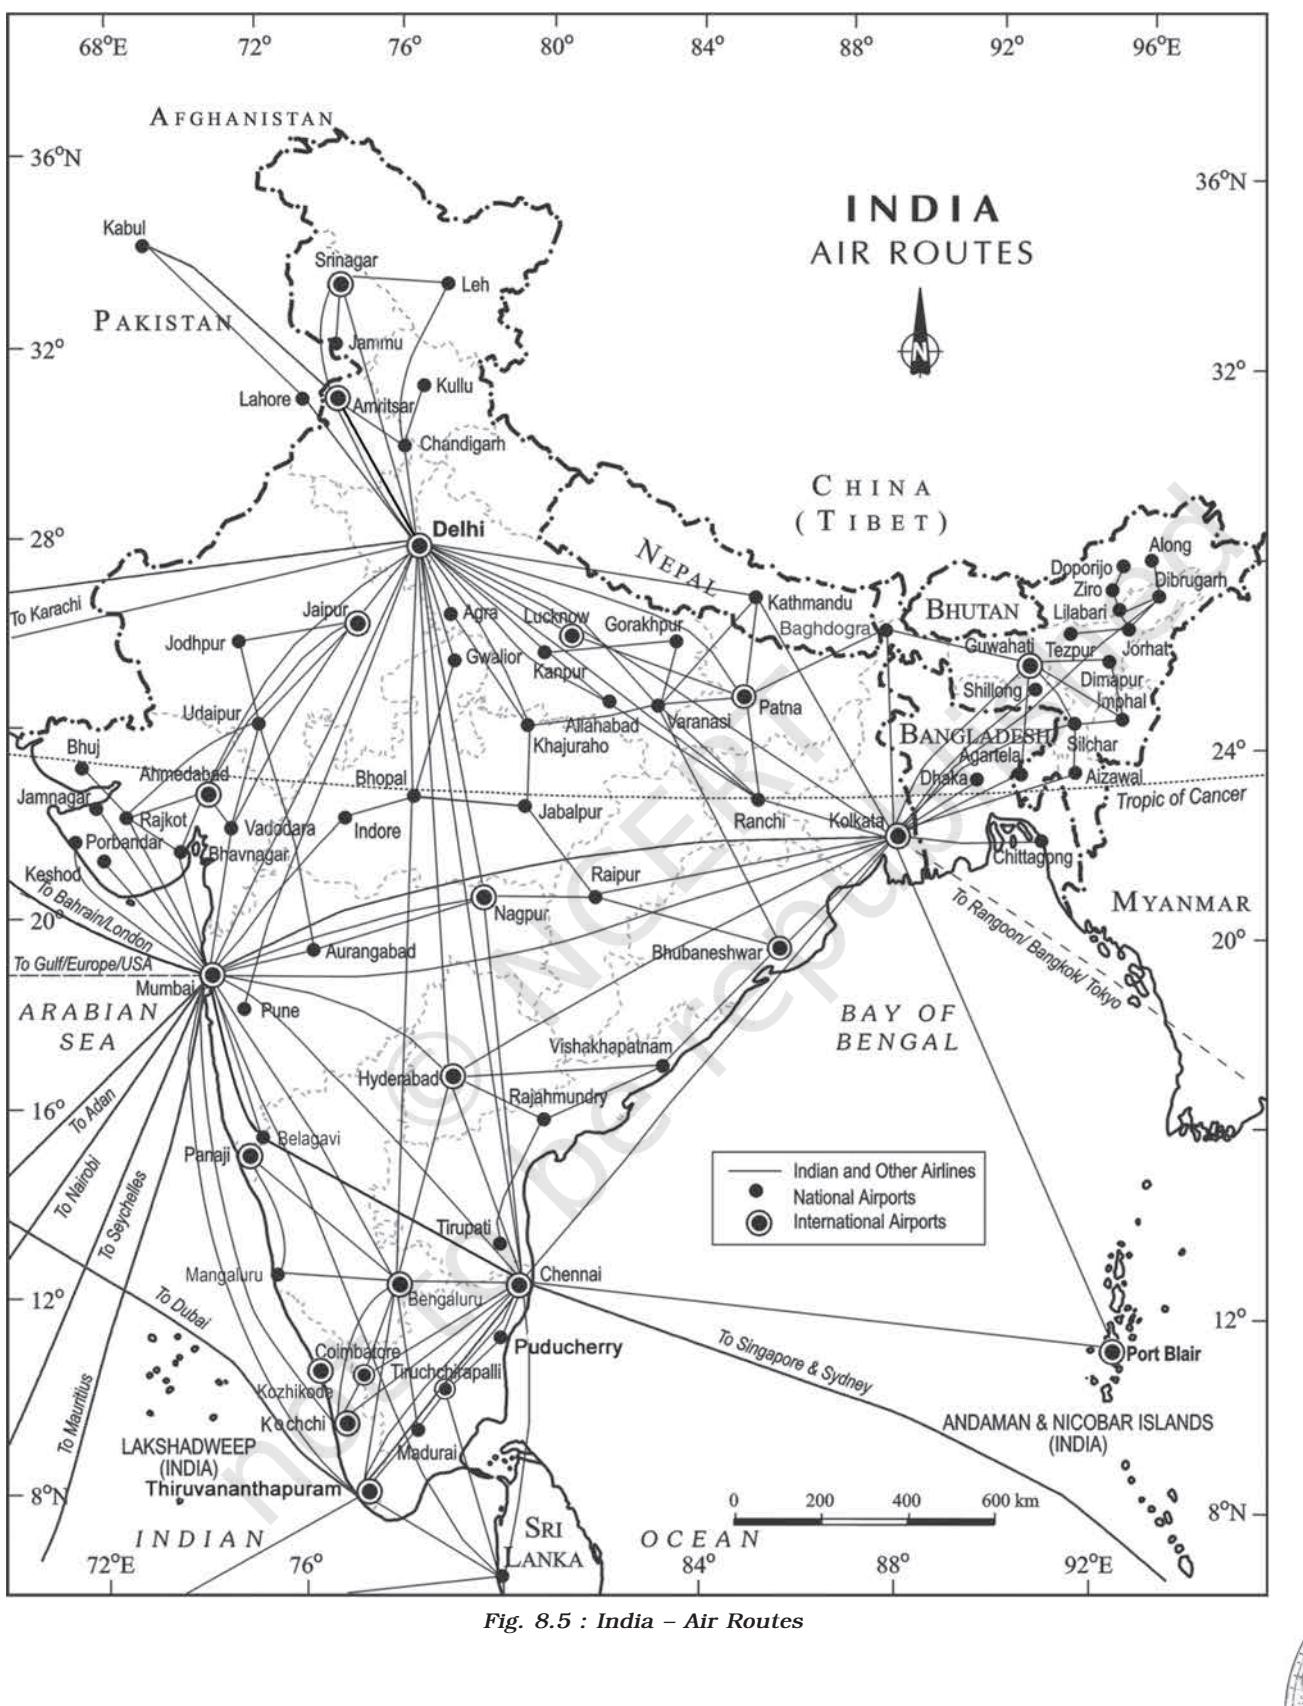 68°E 72° 76° 80° 84° 88° 92° 96°E
AFGHANISTAN
36°N
36°N
INDIA
AIR ROUTES
Kabul
Srinagar
Leh
PAKISTAN
N
Jammu
32°
32°
Kullu
Lahore
Amritsar
Chandigarh
CHINA
(TIBET)
Delhi
28°
Along
NEPAL
Doporijo
Dibrugarh
Ziro
To Karachi
Jaipur
Agra
Lucknow
Gorakhpur
Kathmandu
BHUTAN
Lilabari
Baghdogra
Jodhpur
Guwahati
Tezpur
Jorhat
Gwalior
Kanpur
Dimapur
Shillong
Imphal
Udaipur
Allahabad
Varanasi
Patna
BANGLADESH
Silchar
Bhuj
Khajuraho
Agartela
24°
Ahmedabad
Bhopal
Dhaka
Aizawal
Jamnagar
Tropic of Cancer
Rajkot
Vadodara
Indore
Jabalpur
Ranchi
Kolkata
Porbandar
Bhavnagar
Chittagong
Keshod
Raipur
To Bahrain/London
Nagpur
To Rangoon/ Bangkok/ Tokyo
MYANMAR
20°
20°
Aurangabad
Bhubaneshwar
To Gulf/Europe/USA
Mumbai
Pune
ARABIAN
SEA
BAY OF
BENGAL
Vishakhapatnam
Hyderabad
Rajahmundry
16°
To Adan
Belagavi
Panaji
To Nairobi
To Seychelles
Indian and Other Airlines
National Airports
International Airports
Tirupati
Mangaluru
Chennai
Bengaluru
12°
12°
To Dubai
Puducherry
To Singapore & Sydney
Port Blair
Coimbatore
Tiruchchirapalli
Kozhikode
Kochchi
To Mauritius
Madurai
ANDAMAN & NICOBAR ISLANDS
(INDIA)
LAKSHADWEEP
(INDIA)
Thiruvananthapuram
8°N
0 200 400 600 km
8°N
INDIAN
SRI
LANKA
OCEAN
72°E 76° 84° 88° 92°E
© NCERT
not to be republished
Fig. 8.5 : India – Air Routes